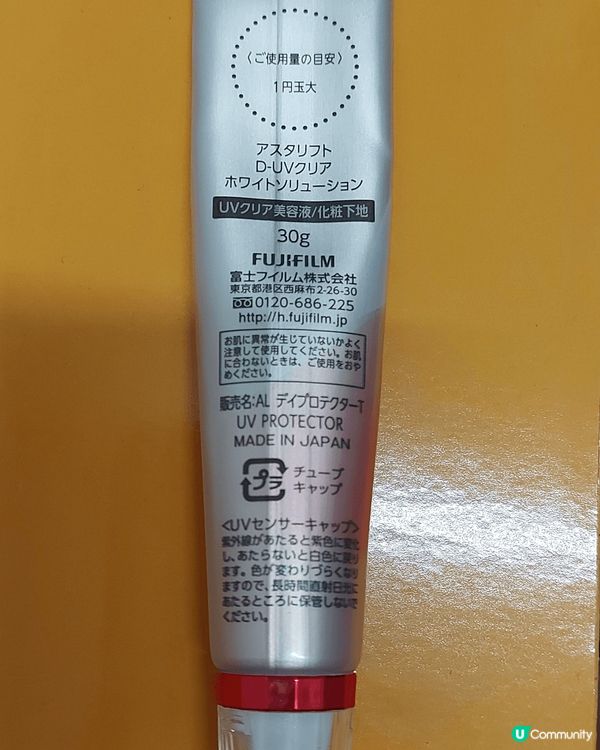 〈ご使用量の目安〉
1円玉大
アスタリフト
D-UVクリア
ホワイトソリューション
UVクリア美容液/化粧下地
30g
FUJIFILM
富士フイルム株式会社
東京都港区西麻布2-26-30
0120-686-225
http://h.fujifilm.jp
お肌に異常が生じていないかよく
注意して使用してください。お肌
に合わないときは、ご使用をおや
めください。
販売名:AL デイプロテクターT
UV PROTECTOR
MADE IN JAPAN
プラ
チューブ
キャップ
<UVセンサーキャップ>
紫外線があたると紫色に変化
し、あたらないと白色に戻り
ます。色が変わりづらくなり
ますので、長時間直射日光に
あたるところに保管しないで
ください。
U Community